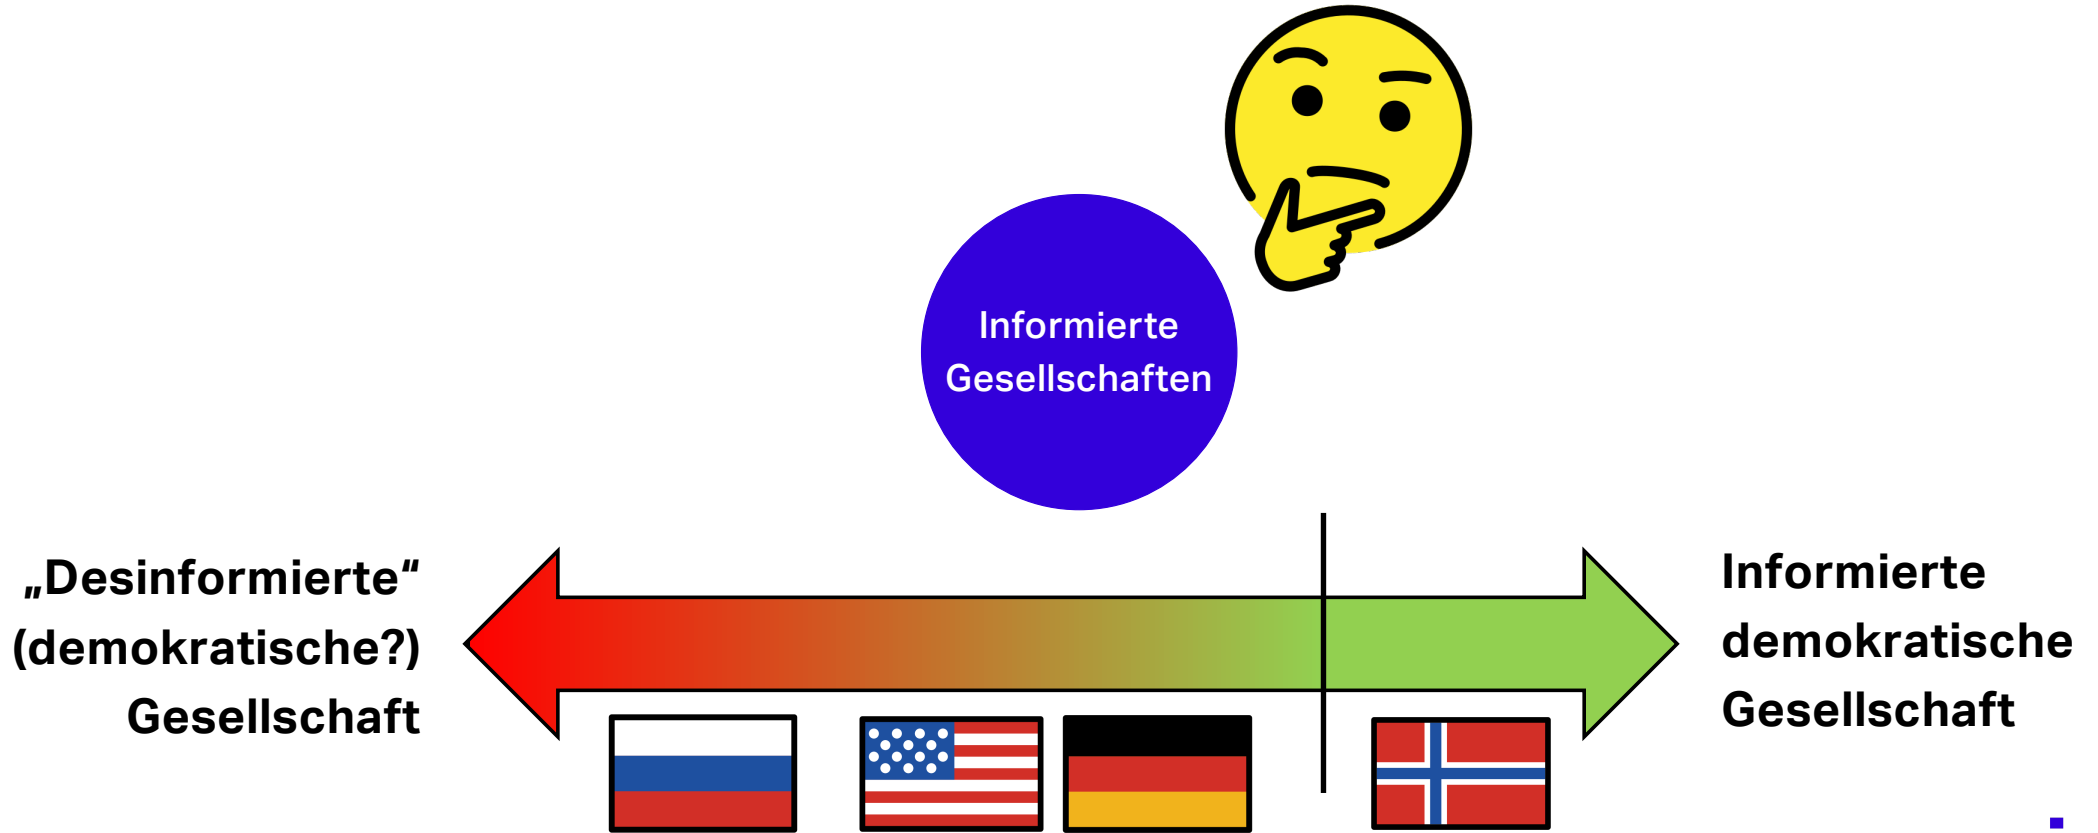 Informierte
Gesellschaften
„Desinformierte“
(demokratische?)
Gesellschaft
Informierte
demokratische
Gesellschaft